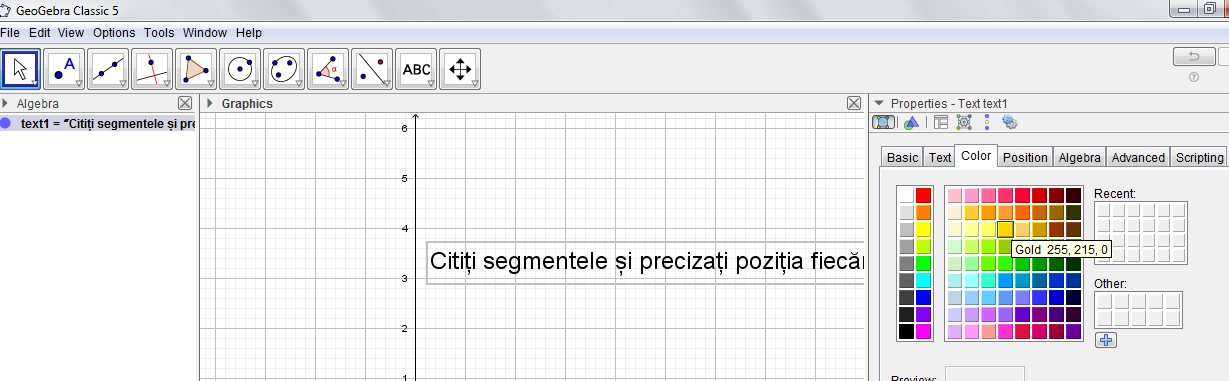 GeoGebra Classic 5
File Edit View Options Tools Window Help
A
α
ABC
Algebra
Graphics
Properties - Text text1
text1 = "Citiți segmentele și pre
Basic Text Color Position Algebra Advanced Scripting
6
5
4
3
2
1
Citiți segmentele și precizați poziția fiecăr
Recent:
Gold 255, 215, 0
Other:
Preview: